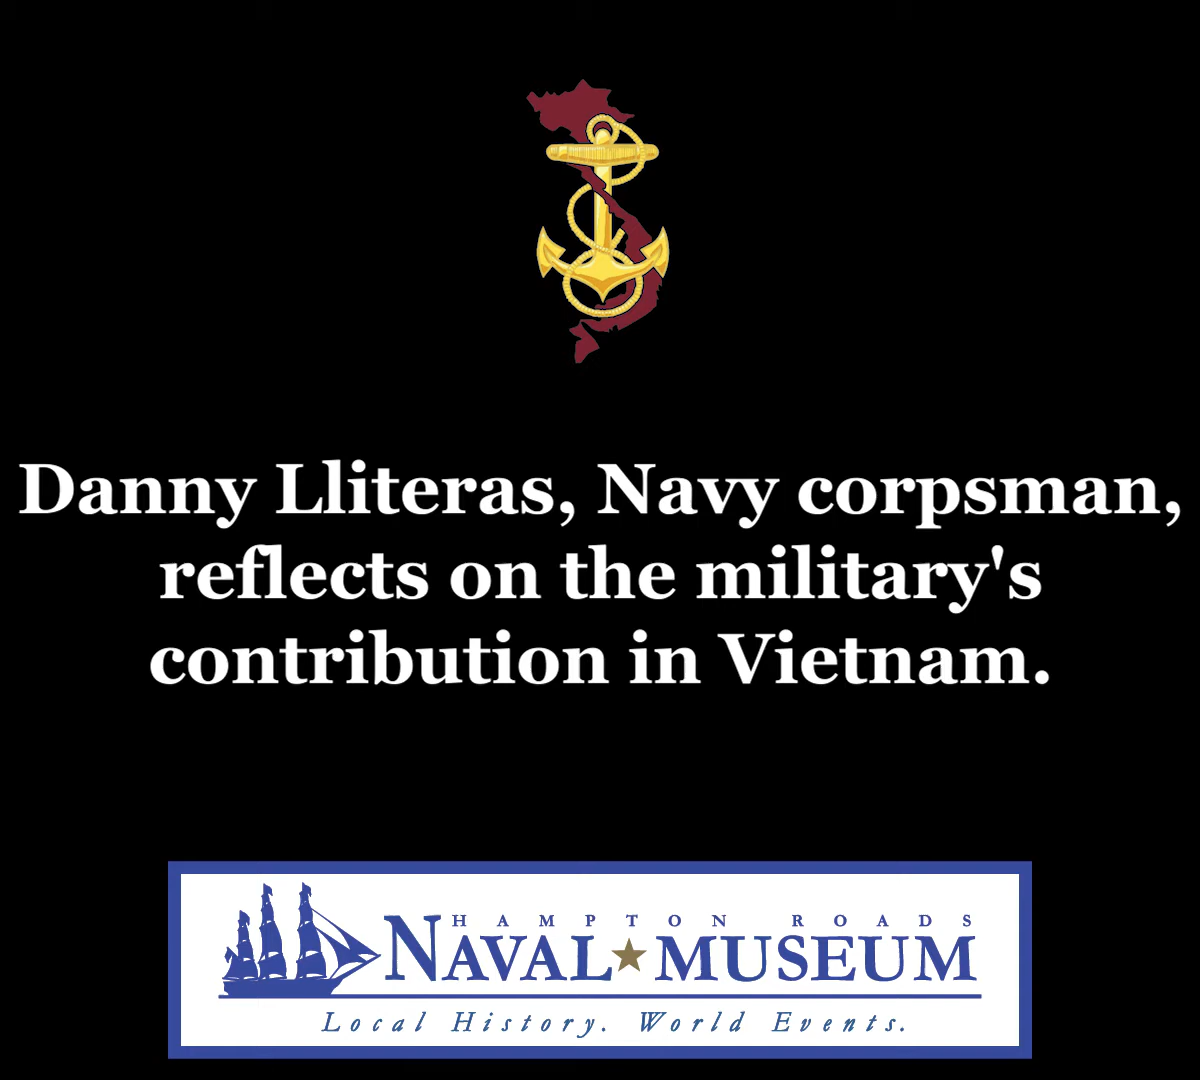 Danny Lliteras, Navy corpsman,
reflects on the military's
contribution in Vietnam.
HAMPTON ROADS
NAVAL MUSEUM
Local History. World Events.